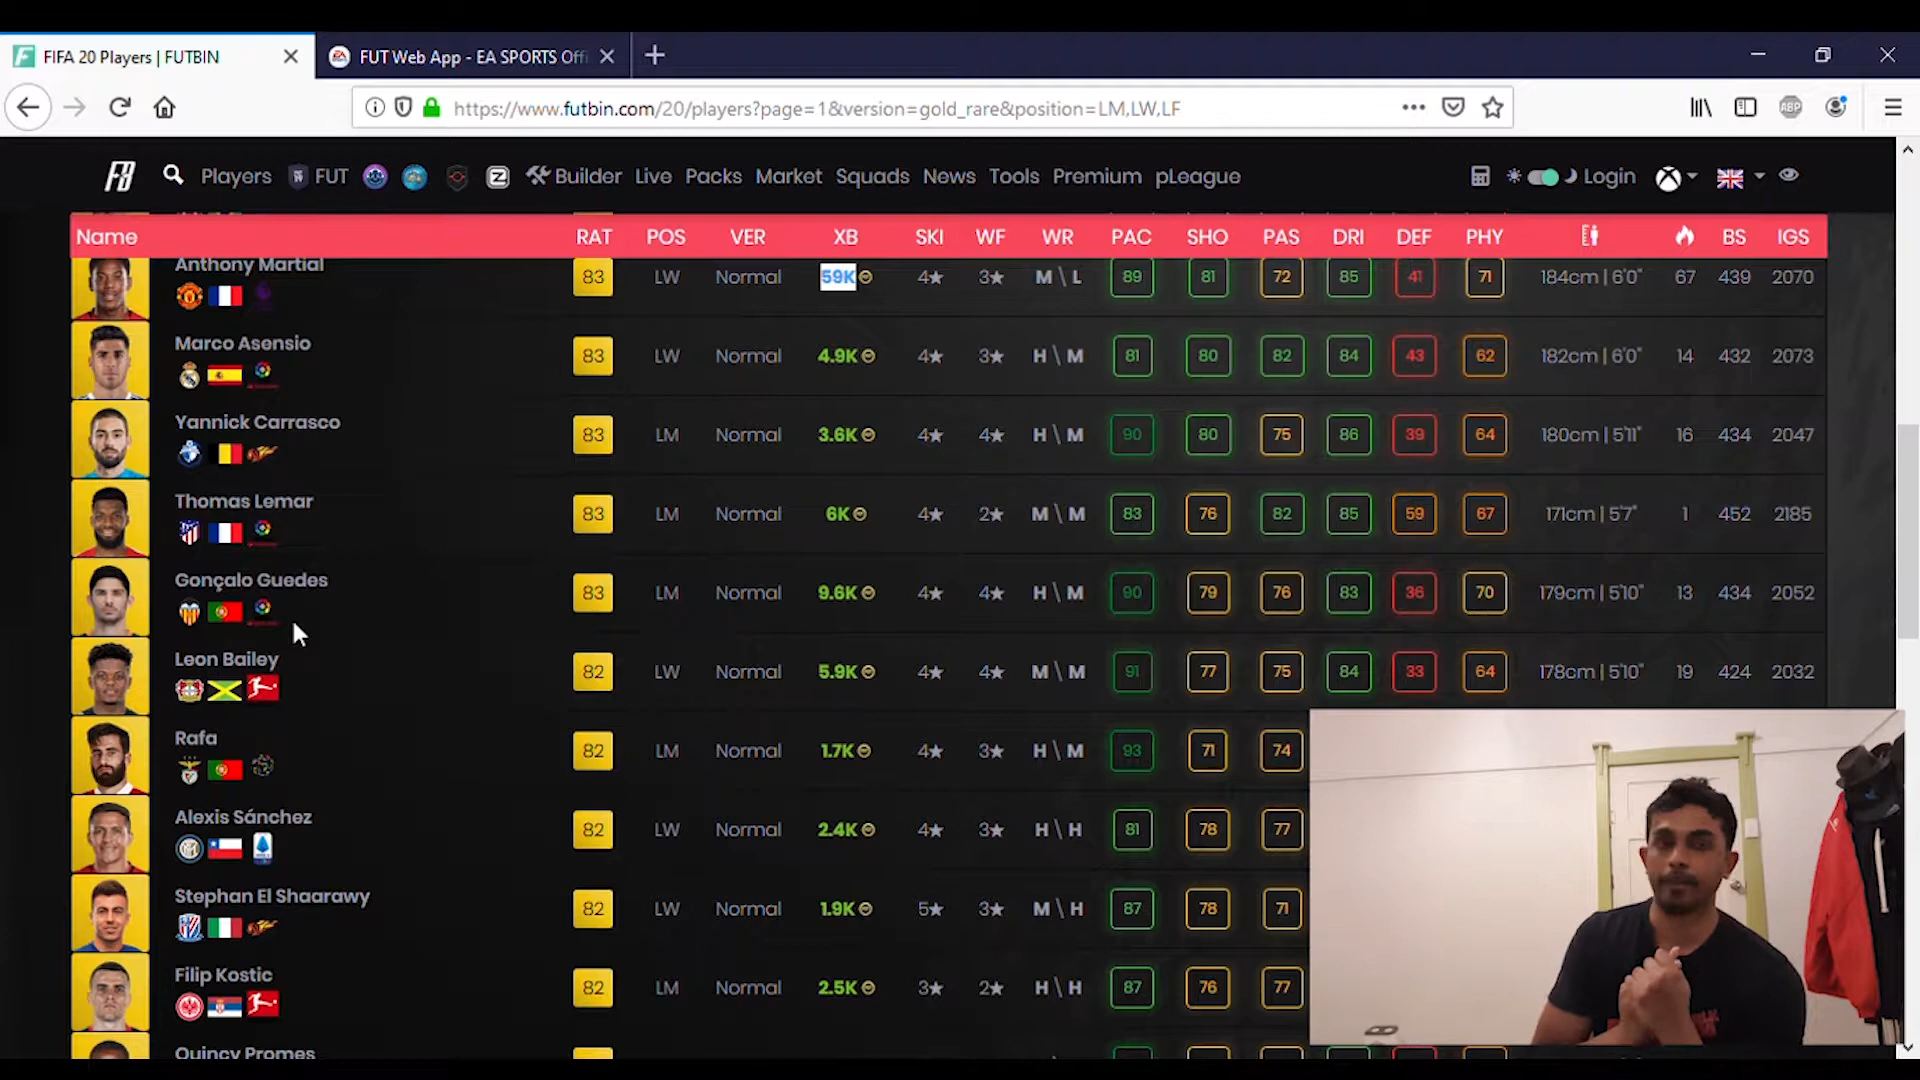 FIFA 20 Players | FUTBIN FUT Web App - EA SPORTS Offi
https://www.futbin.com/20/players?page=1&version=gold_rare&position=LM,LW,LF ABP
Players FUT Builder Live Packs Market Squads News Tools Premium pLeague Login
Name RAT POS VER XB SKI WF WR PAC SHO PAS DRI DEF PHY BS IGS
Anthony Martial 83 LW Normal 59K 4★ 3★ M \ L 89 81 72 85 41 71 184cm | 6'0" 67 439 2070
Marco Asensio 83 LW Normal 4.9K 4★ 3★ H \ M 81 80 82 84 43 62 182cm | 6'0" 14 432 2073
Yannick Carrasco 83 LM Normal 3.6K 4★ 4★ H \ M 90 80 75 86 39 64 180cm | 5'11" 16 434 2047
Thomas Lemar 83 LM Normal 6K 4★ 2★ M \ M 83 76 82 85 59 67 171cm | 5'7" 1 452 2185
Gonçalo Guedes 83 LM Normal 9.6K 4★ 4★ H \ M 90 79 76 83 36 70 179cm | 5'10" 13 434 2052
Leon Bailey 82 LW Normal 5.9K 4★ 4★ M \ M 91 77 75 84 33 64 178cm | 5'10" 19 424 2032
Rafa 82 LM Normal 1.7K 4★ 3★ H \ M 93 71 74
Alexis Sánchez 82 LW Normal 2.4K 4★ 3★ H \ H 81 78 77
Stephan El Shaarawy 82 LW Normal 1.9K 5★ 3★ M \ H 87 78 71
Filip Kostic 82 LM Normal 2.5K 3★ 2★ H \ H 87 76 77
Quincy Promes